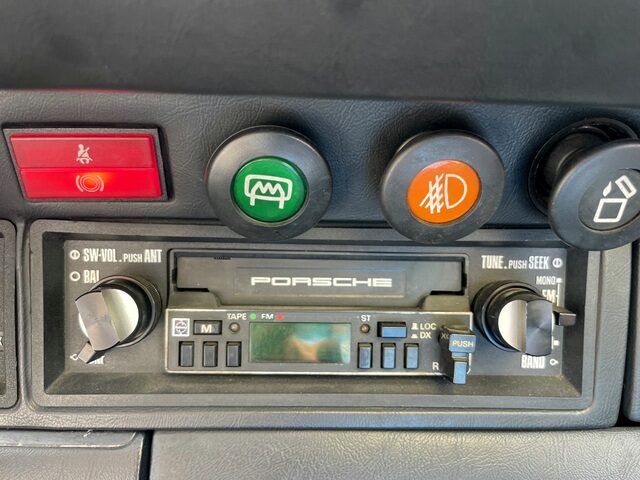 SW-VOL. PUSH ANT
BAL
PORSCHE
TUNE. PUSH SEEK
MONO
FM
TAPE FM
ST
M
LOC
DX
PUSH
R
BAND